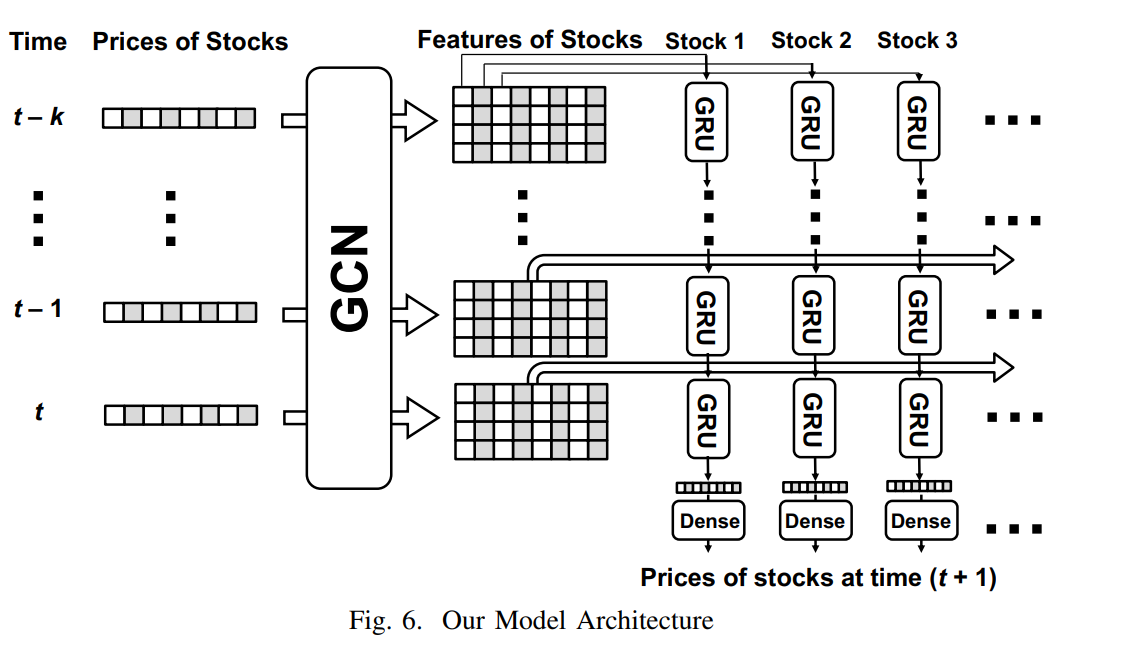 Time Prices of Stocks Features of Stocks Stock 1 Stock 2 Stock 3
t – k GRU GRU GRU
GCN
t – 1 GRU GRU GRU
t GRU GRU GRU
Dense Dense Dense
Prices of stocks at time (t + 1)
Fig. 6. Our Model Architecture